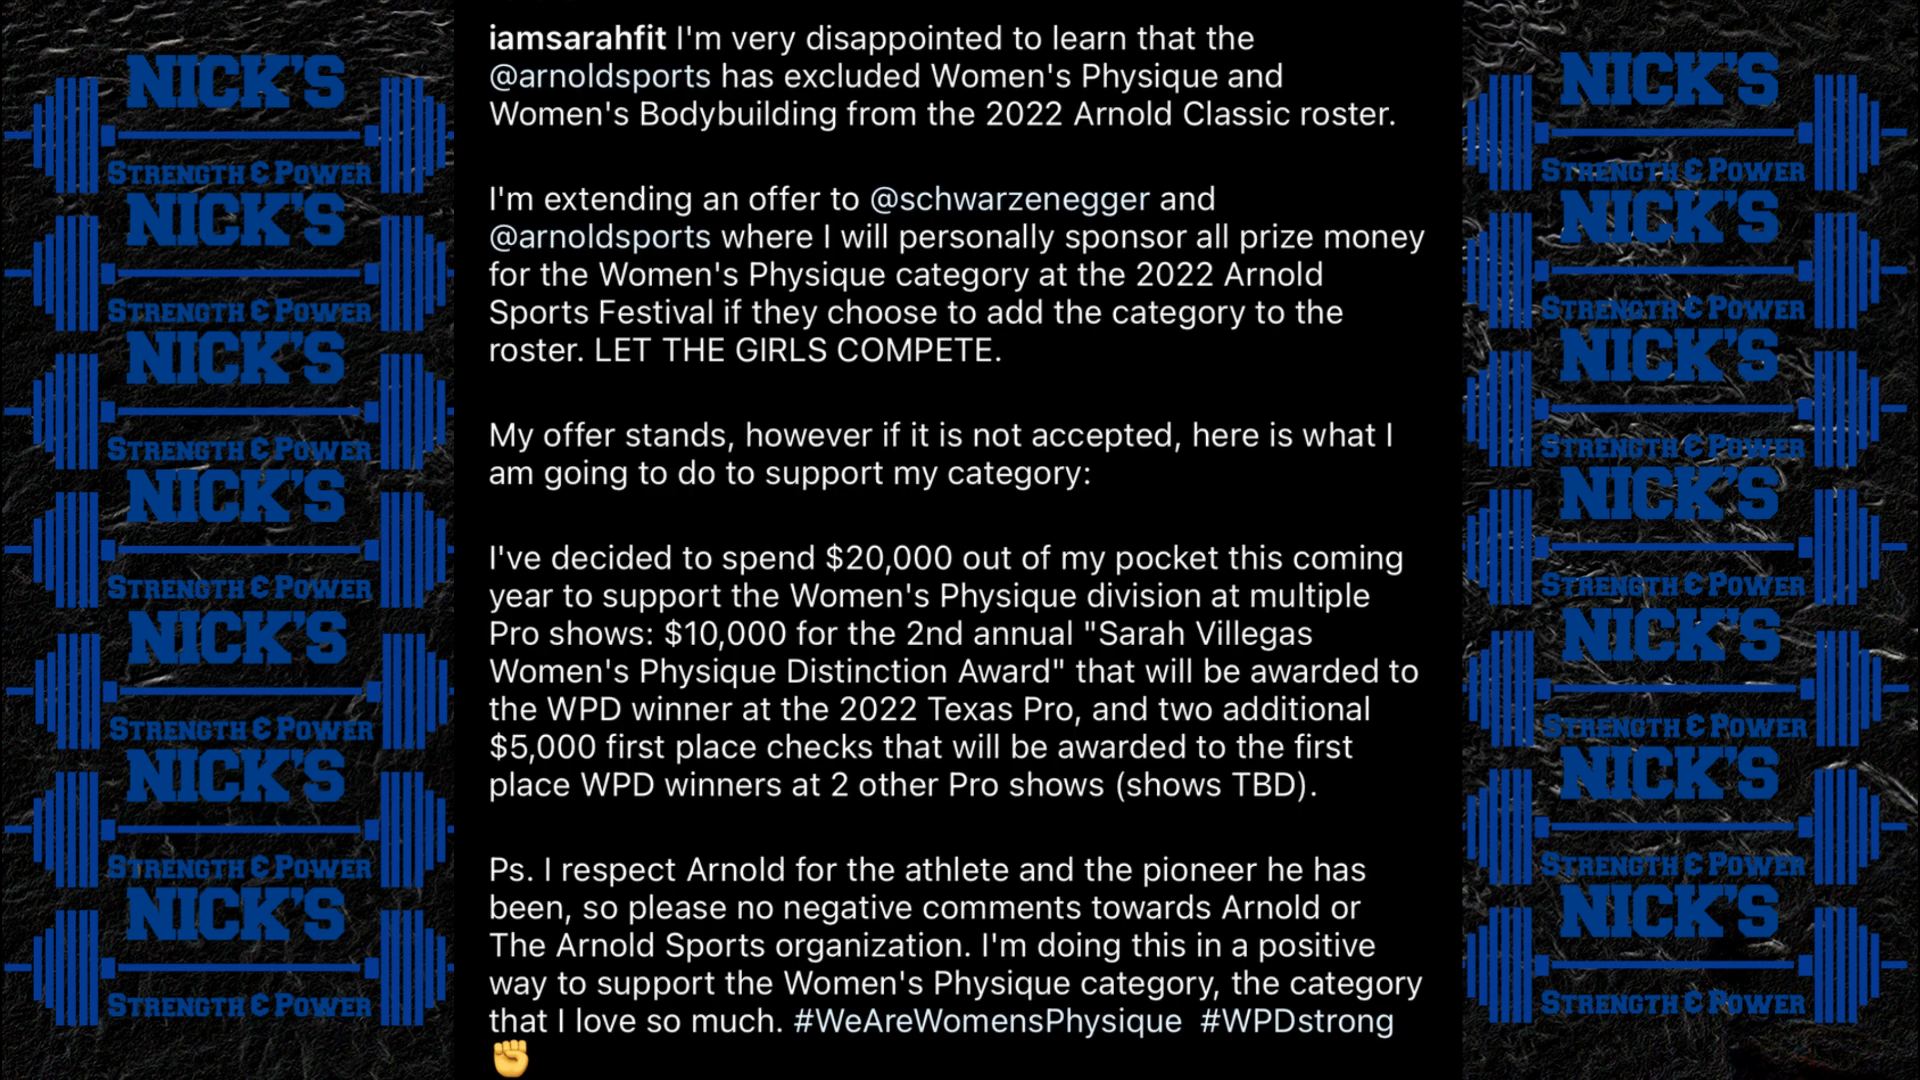 iamsarahfit I'm very disappointed to learn that the
@arnoldsports has excluded Women's Physique and
Women's Bodybuilding from the 2022 Arnold Classic roster.
I'm extending an offer to @schwarzenegger and
@arnoldsports where I will personally sponsor all prize money
for the Women's Physique category at the 2022 Arnold
Sports Festival if they choose to add the category to the
roster. LET THE GIRLS COMPETE.
My offer stands, however if it is not accepted, here is what I
am going to do to support my category:
I've decided to spend $20,000 out of my pocket this coming
year to support the Women's Physique division at multiple
Pro shows: $10,000 for the 2nd annual "Sarah Villegas
Women's Physique Distinction Award" that will be awarded to
the WPD winner at the 2022 Texas Pro, and two additional
$5,000 first place checks that will be awarded to the first
place WPD winners at 2 other Pro shows (shows TBD).
Ps. I respect Arnold for the athlete and the pioneer he has
been, so please no negative comments towards Arnold or
The Arnold Sports organization. I'm doing this in a positive
way to support the Women's Physique category, the category
that I love so much. #WeAreWomensPhysique #WPDstrong
✊
NICK'S
STRENGTH & POWER
NICK'S
STRENGTH & POWER
NICK'S
STRENGTH & POWER
NICK'S
STRENGTH & POWER
NICK'S
STRENGTH & POWER
NICK'S
STRENGTH & POWER
NICK'S
STRENGTH & POWER
NICK'S
STRENGTH & POWER
NICK'S
STRENGTH & POWER
NICK'S
STRENGTH & POWER
NICK'S
STRENGTH & POWER
NICK'S
STRENGTH & POWER
NICK'S
STRENGTH & POWER
NICK'S
STRENGTH & POWER